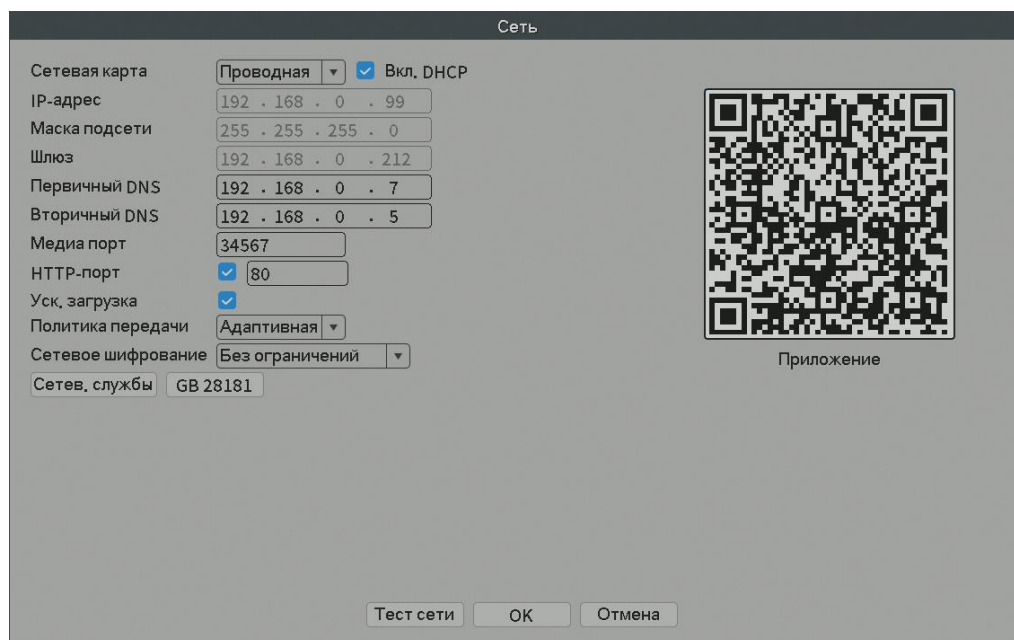 Сеть
Сетевая карта Проводная Вкл. DHCP
IP-адрес 192 . 168 . 0 . 99
Маска подсети 255 . 255 . 255 . 0
Шлюз 192 . 168 . 0 . 212
Первичный DNS 192 . 168 . 0 . 7
Вторичный DNS 192 . 168 . 0 . 5
Медиа порт 34567
HTTP-порт 80
Уск. загрузка
Политика передачи Адаптивная
Сетевое шифрование Без ограничений
Приложение
Сетев. службы GB 28181
Тест сети OK Отмена